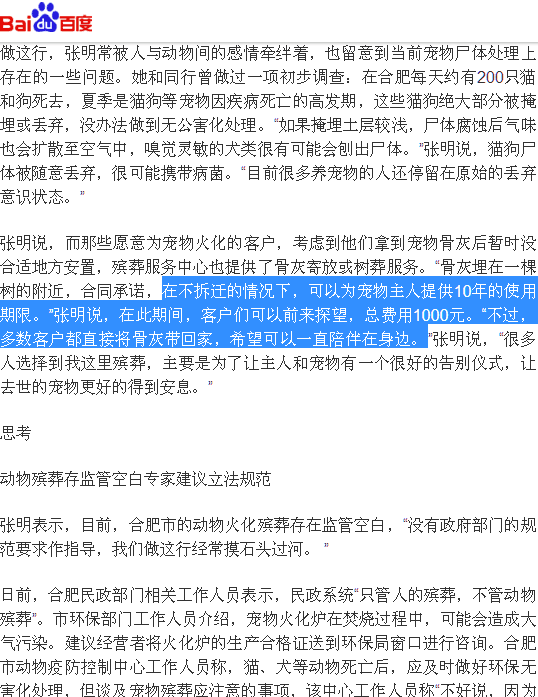 Bai du 百度
做这行，张明常被人与动物间的感情牵绊着，也留意到当前宠物尸体处理上
存在的一些问题。她和同行曾做过一项初步调查：在合肥每天约有200只猫
和狗死去，夏季是猫狗等宠物因疾病死亡的高发期，这些猫狗绝大部分被掩
埋或丢弃，没办法做到无公害化处理。“如果掩埋土层较浅，尸体腐蚀后气味
也会扩散至空气中，嗅觉灵敏的犬类很有可能会刨出尸体。”张明说，猫狗尸
体被随意丢弃，很可能携带病菌。“目前很多养宠物的人还停留在原始的丢弃
意识状态。”
张明说，而那些愿意为宠物火化的客户，考虑到他们拿到宠物骨灰后暂时没
合适地方安置，殡葬服务中心也提供了骨灰寄放或树葬服务。“骨灰埋在一棵
树的附近，合同承诺，在不拆迁的情况下，可以为宠物主人提供10年的使用
期限。”张明说，在此期间，客户们可以前来探望，总费用1000元。“不过，
多数客户都直接将骨灰带回家，希望可以一直陪伴在身边。”张明说，“很多
人选择到我这里殡葬，主要是为了让主人和宠物有一个很好的告别仪式，让
去世的宠物更好的得到安息。”
思考
动物殡葬存监管空白专家建议立法规范
张明表示，目前，合肥市的动物火化殡葬存在监管空白，“没有政府部门的规
范要求作指导，我们做这行经常摸石头过河。”
日前，合肥民政部门相关工作人员表示，民政系统“只管人的殡葬，不管动物
殡葬”。市环保部门工作人员介绍，宠物火化炉在焚烧过程中，可能会造成大
气污染。建议经营者将火化炉的生产合格证送到环保局窗口进行咨询。合肥
市动物疫防控制中心工作人员称，猫、犬等动物死亡后，应及时做好环保无
害化处理，但谈及宠物殡葬应注意的事项，该中心工作人员称“不好说，因为